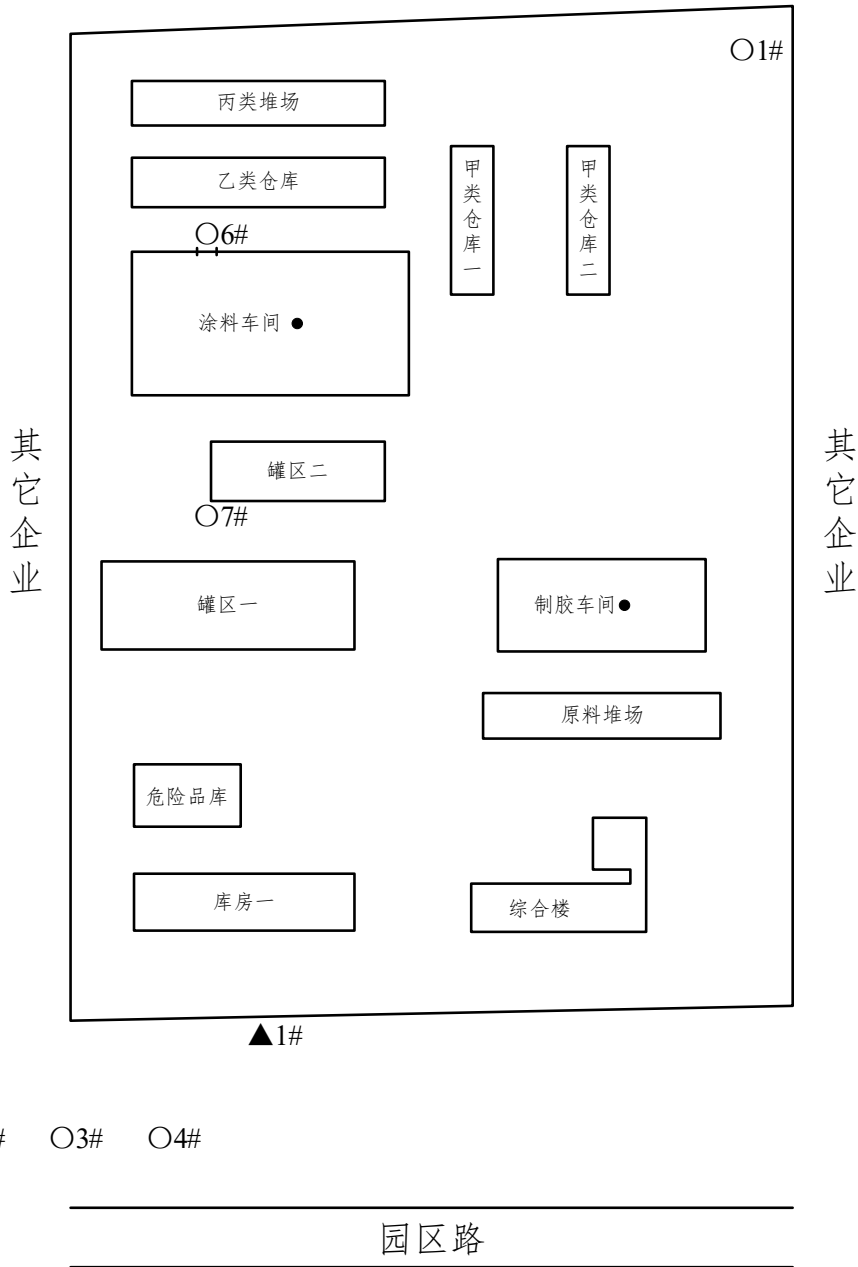 ○1#
丙类堆场
乙类仓库
甲类仓库一
甲类仓库二
○6#
涂料车间 ●
其它企业
其它企业
罐区二
○7#
罐区一
制胶车间●
原料堆场
危险品库
库房一
综合楼
▲1#
# ○3# ○4#
园区路